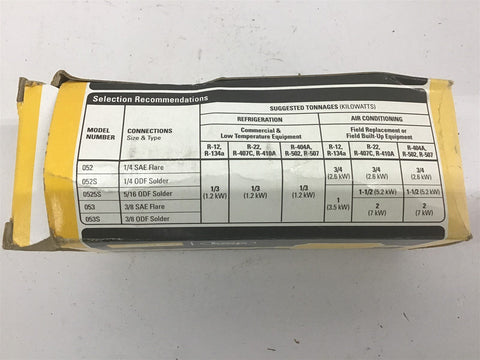 Selection Recommendations
SUGGESTED TONNAGES (KILOWATTS)
REFRIGERATION AIR CONDITIONING
MODEL NUMBER CONNECTIONS Size & Type Commercial & Low Temperature Equipment Field Replacement or Field Built-Up Equipment
R-12, R-134a R-22, R-407C, R-410A R-404A, R-502, R-507 R-12, R-134a R-22, R-407C, R-410A R-404A, R-502, R-507
052 1/4 SAE Flare 3/4 (2.8 kW) 3/4 (2.8 kW) 3/4 (2.8 kW)
052S 1/4 ODF Solder
0525S 5/16 ODF Solder 1/3 (1.2 kW) 1/3 (1.2 kW) 1/3 (1.2 kW) 1-1/2 (5.2 kW) 1-1/2 (5.2 kW)
053 3/8 SAE Flare 1 (3.5 kW) 2 (7 kW) 2 (7 kW)
053S 3/8 ODF Solder